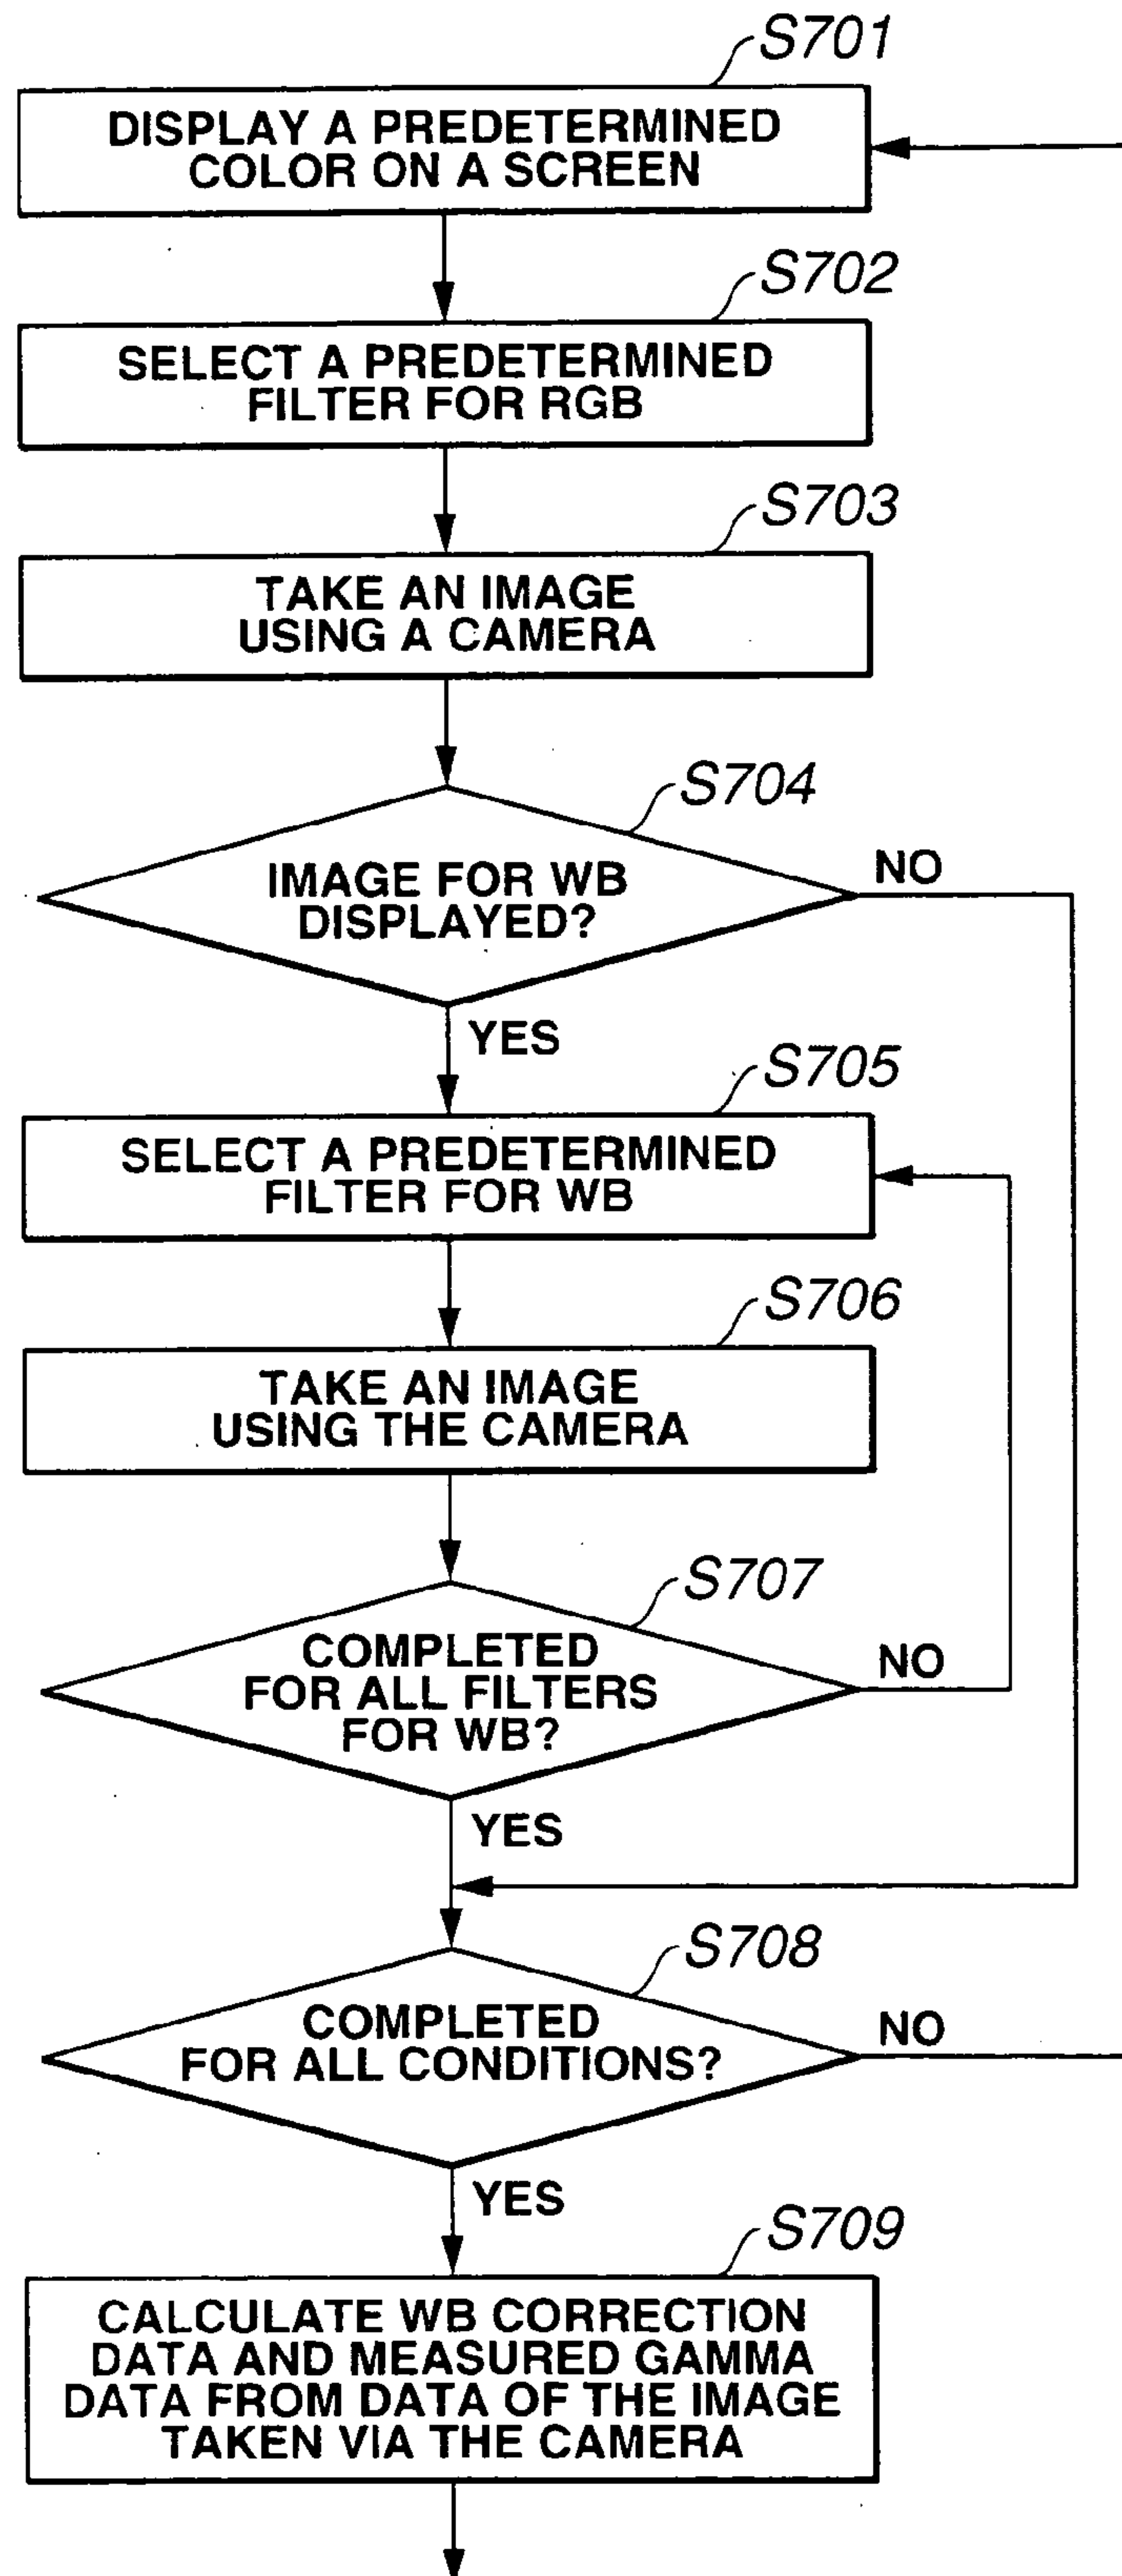 S701
DISPLAY A PREDETERMINED
COLOR ON A SCREEN
S702
SELECT A PREDETERMINED
FILTER FOR RGB
S703
TAKE AN IMAGE
USING A CAMERA
S704
IMAGE FOR WB
DISPLAYED?
NO
YES
S705
SELECT A PREDETERMINED
FILTER FOR WB
S706
TAKE AN IMAGE
USING THE CAMERA
S707
COMPLETED
FOR ALL FILTERS
FOR WB?
NO
YES
S708
COMPLETED
FOR ALL CONDITIONS?
NO
YES
S709
CALCULATE WB CORRECTION
DATA AND MEASURED GAMMA
DATA FROM DATA OF THE IMAGE
TAKEN VIA THE CAMERA